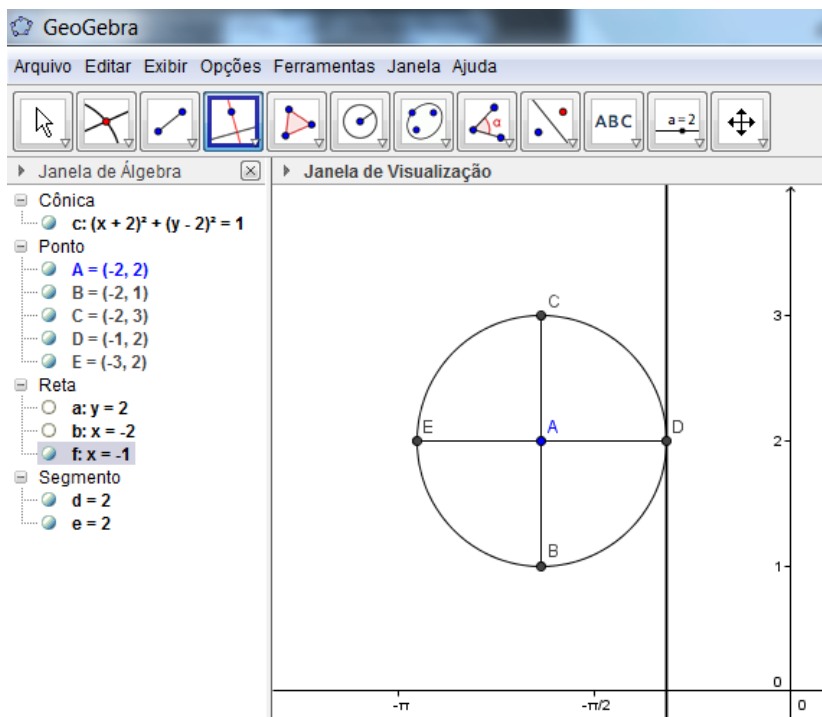 GeoGebra
Arquivo Editar Exibir Opções Ferramentas Janela Ajuda
α ABC a=2
Janela de Álgebra
Janela de Visualização
Cônica
c: (x + 2)² + (y - 2)² = 1
Ponto
A = (-2, 2)
B = (-2, 1)
C = (-2, 3)
D = (-1, 2)
E = (-3, 2)
Reta
a: y = 2
b: x = -2
f: x = -1
Segmento
d = 2
e = 2
C
3
E A D
2
B
1
0
-π -π/2 0